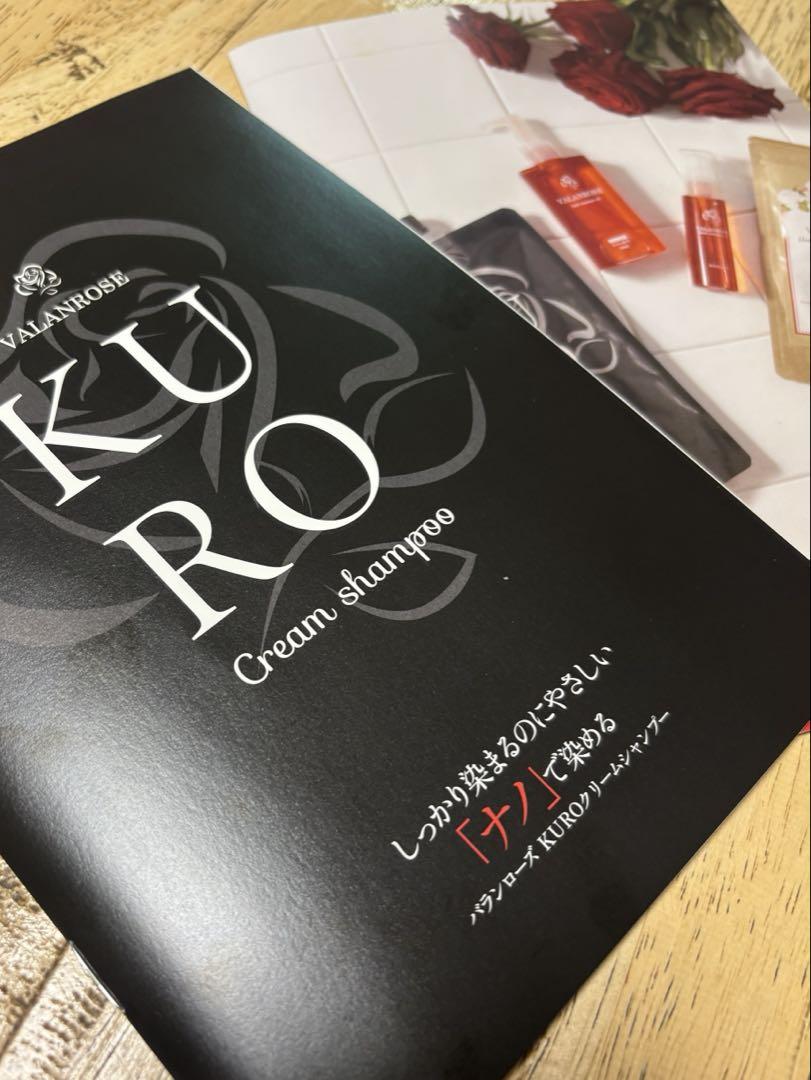 VALANROSE
KU
RO
Cream shampoo
しっかり染まるのにやさしい
「ナノ」で染める
バランローズ KUROクリームシャンプー
VALANROSE